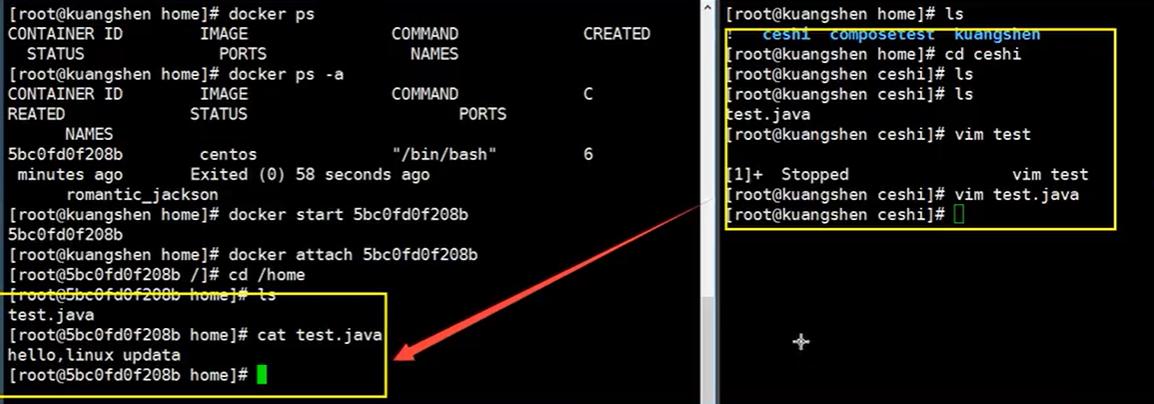 [root@kuangshen home]# docker ps
CONTAINER ID IMAGE COMMAND CREATED
STATUS PORTS NAMES
[root@kuangshen home]# docker ps -a
CONTAINER ID IMAGE COMMAND C
REATED STATUS PORTS
NAMES
5bc0fd0f208b centos "/bin/bash" 6
minutes ago Exited (0) 58 seconds ago
romantic_jackson
[root@kuangshen home]# docker start 5bc0fd0f208b
5bc0fd0f208b
[root@kuangshen home]# docker attach 5bc0fd0f208b
[root@5bc0fd0f208b /]# cd /home
[root@5bc0fd0f208b home]# ls
test.java
[root@5bc0fd0f208b home]# cat test.java
hello,linux updata
[root@5bc0fd0f208b home]#
[root@kuangshen home]# ls
ceshi composetest kuangshen
[root@kuangshen home]# cd ceshi
[root@kuangshen ceshi]# ls
[root@kuangshen ceshi]# ls
test.java
[root@kuangshen ceshi]# vim test
[1]+ Stopped vim test
[root@kuangshen ceshi]# vim test.java
[root@kuangshen ceshi]#